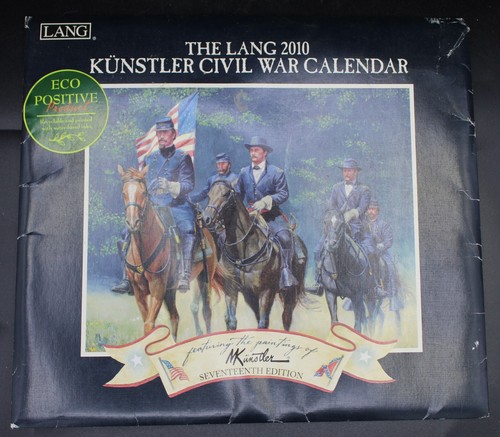 LANG
THE LANG 2010
KÜNSTLER CIVIL WAR CALENDAR
ECO
POSITIVE
featuring the paintings of
MKünstler
SEVENTEENTH EDITION